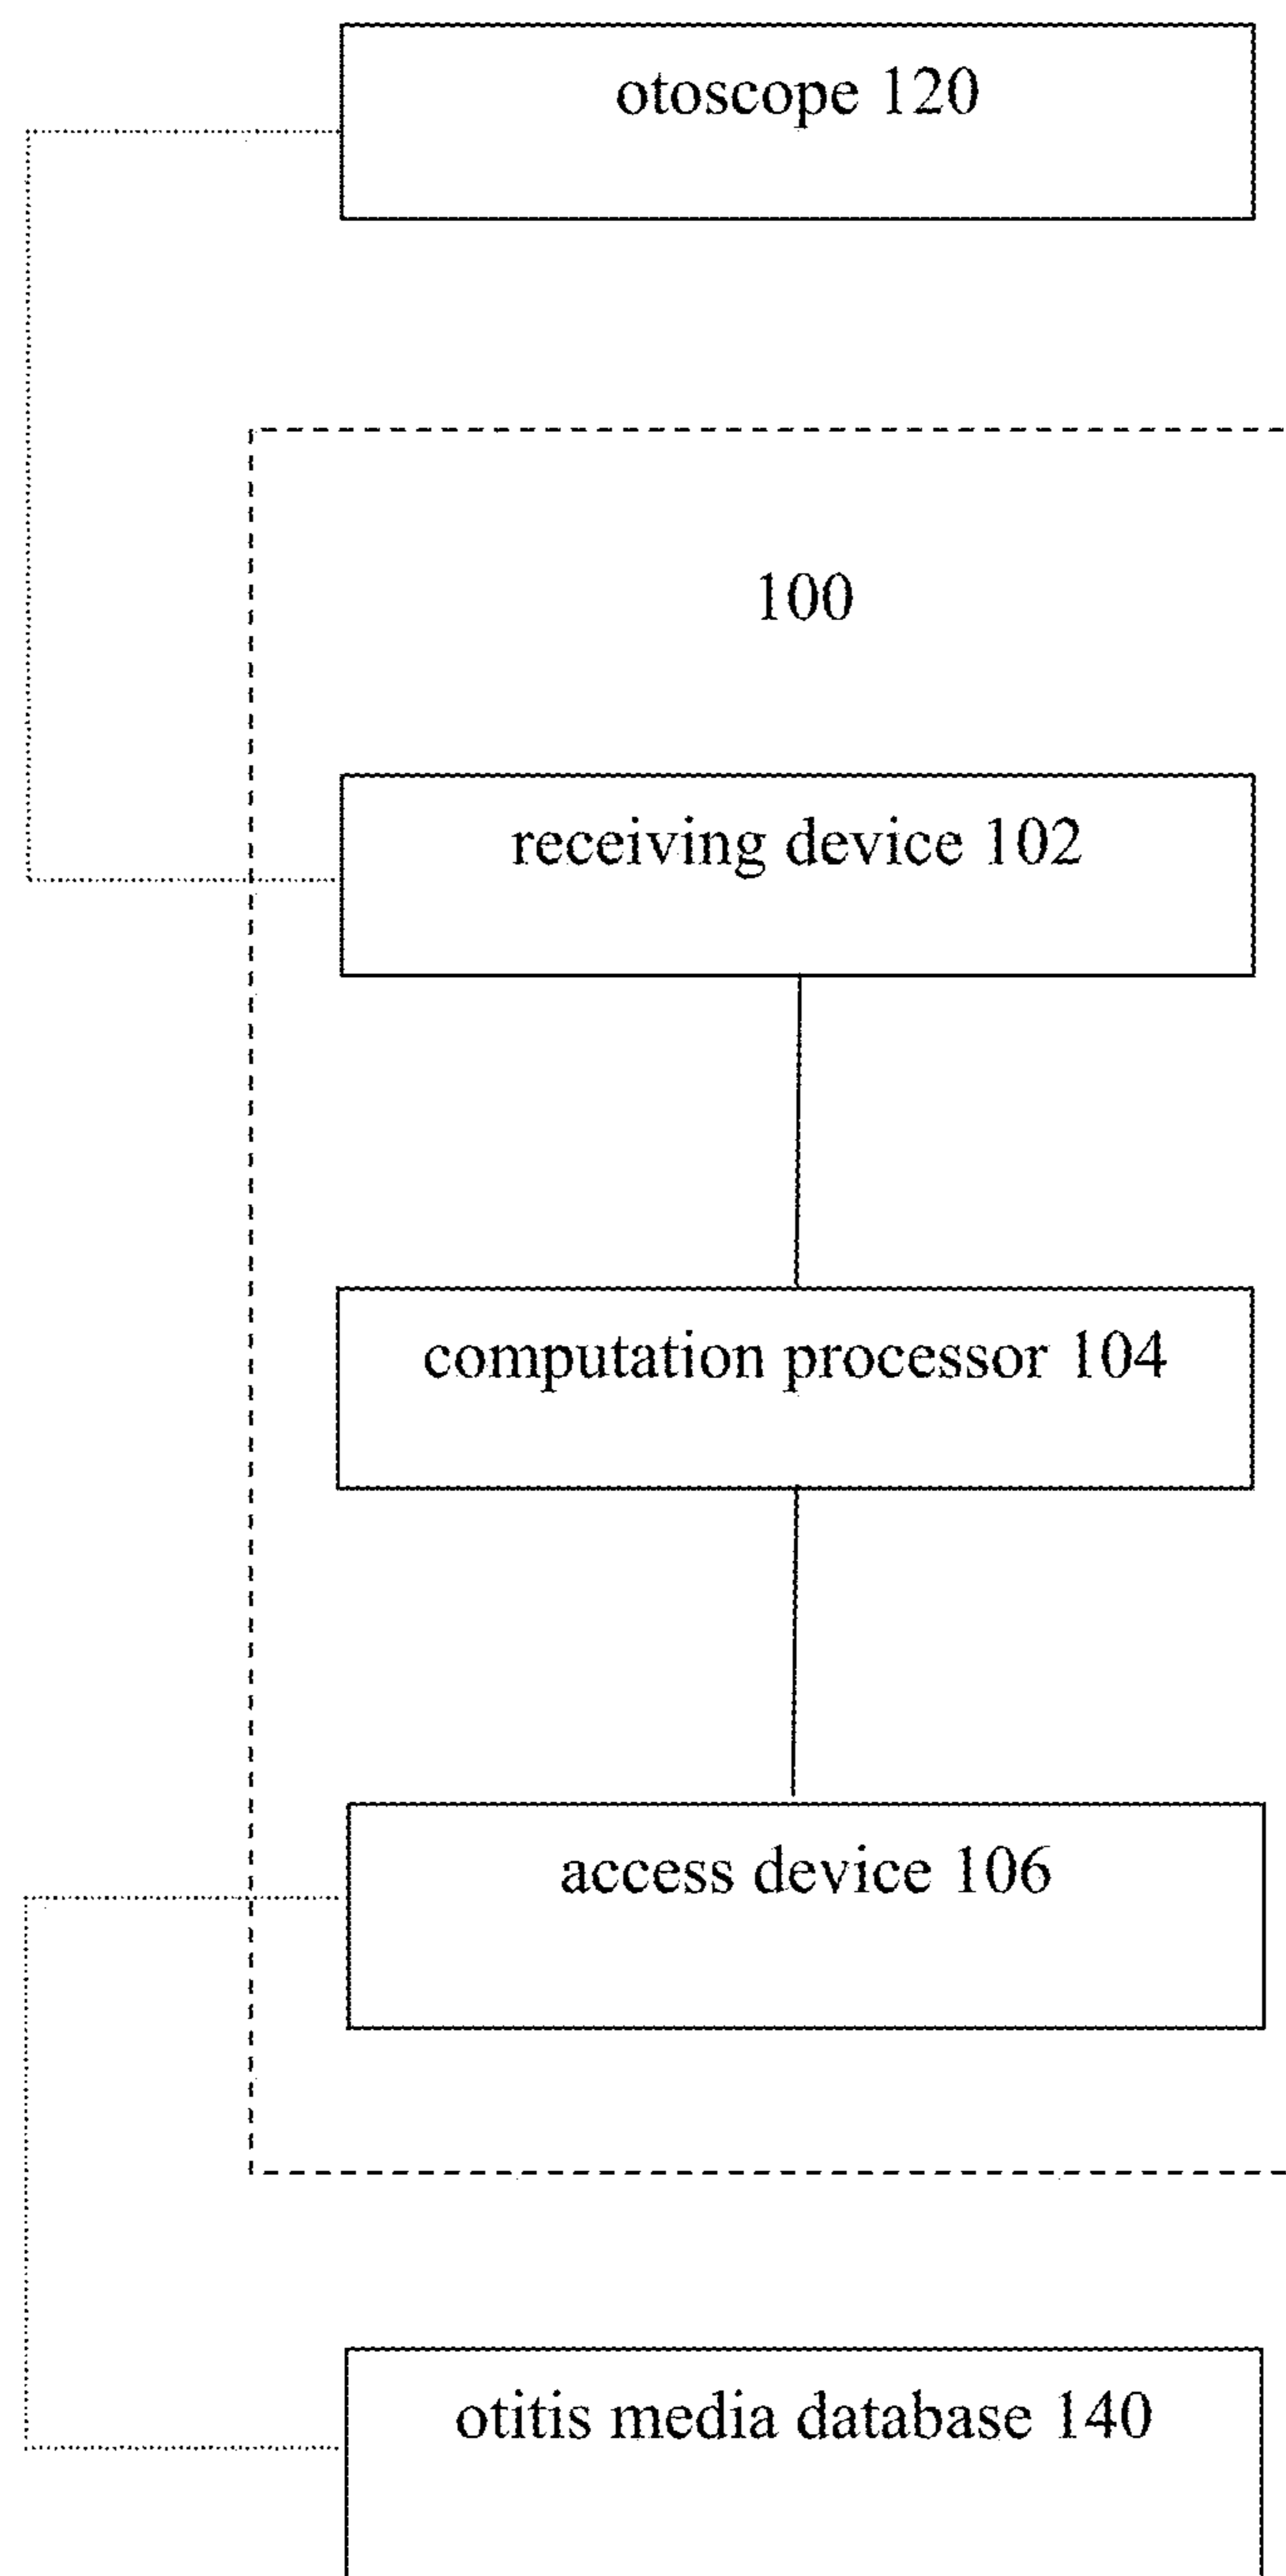 otoscope 120
100
receiving device 102
computation processor 104
access device 106
otitis media database 140